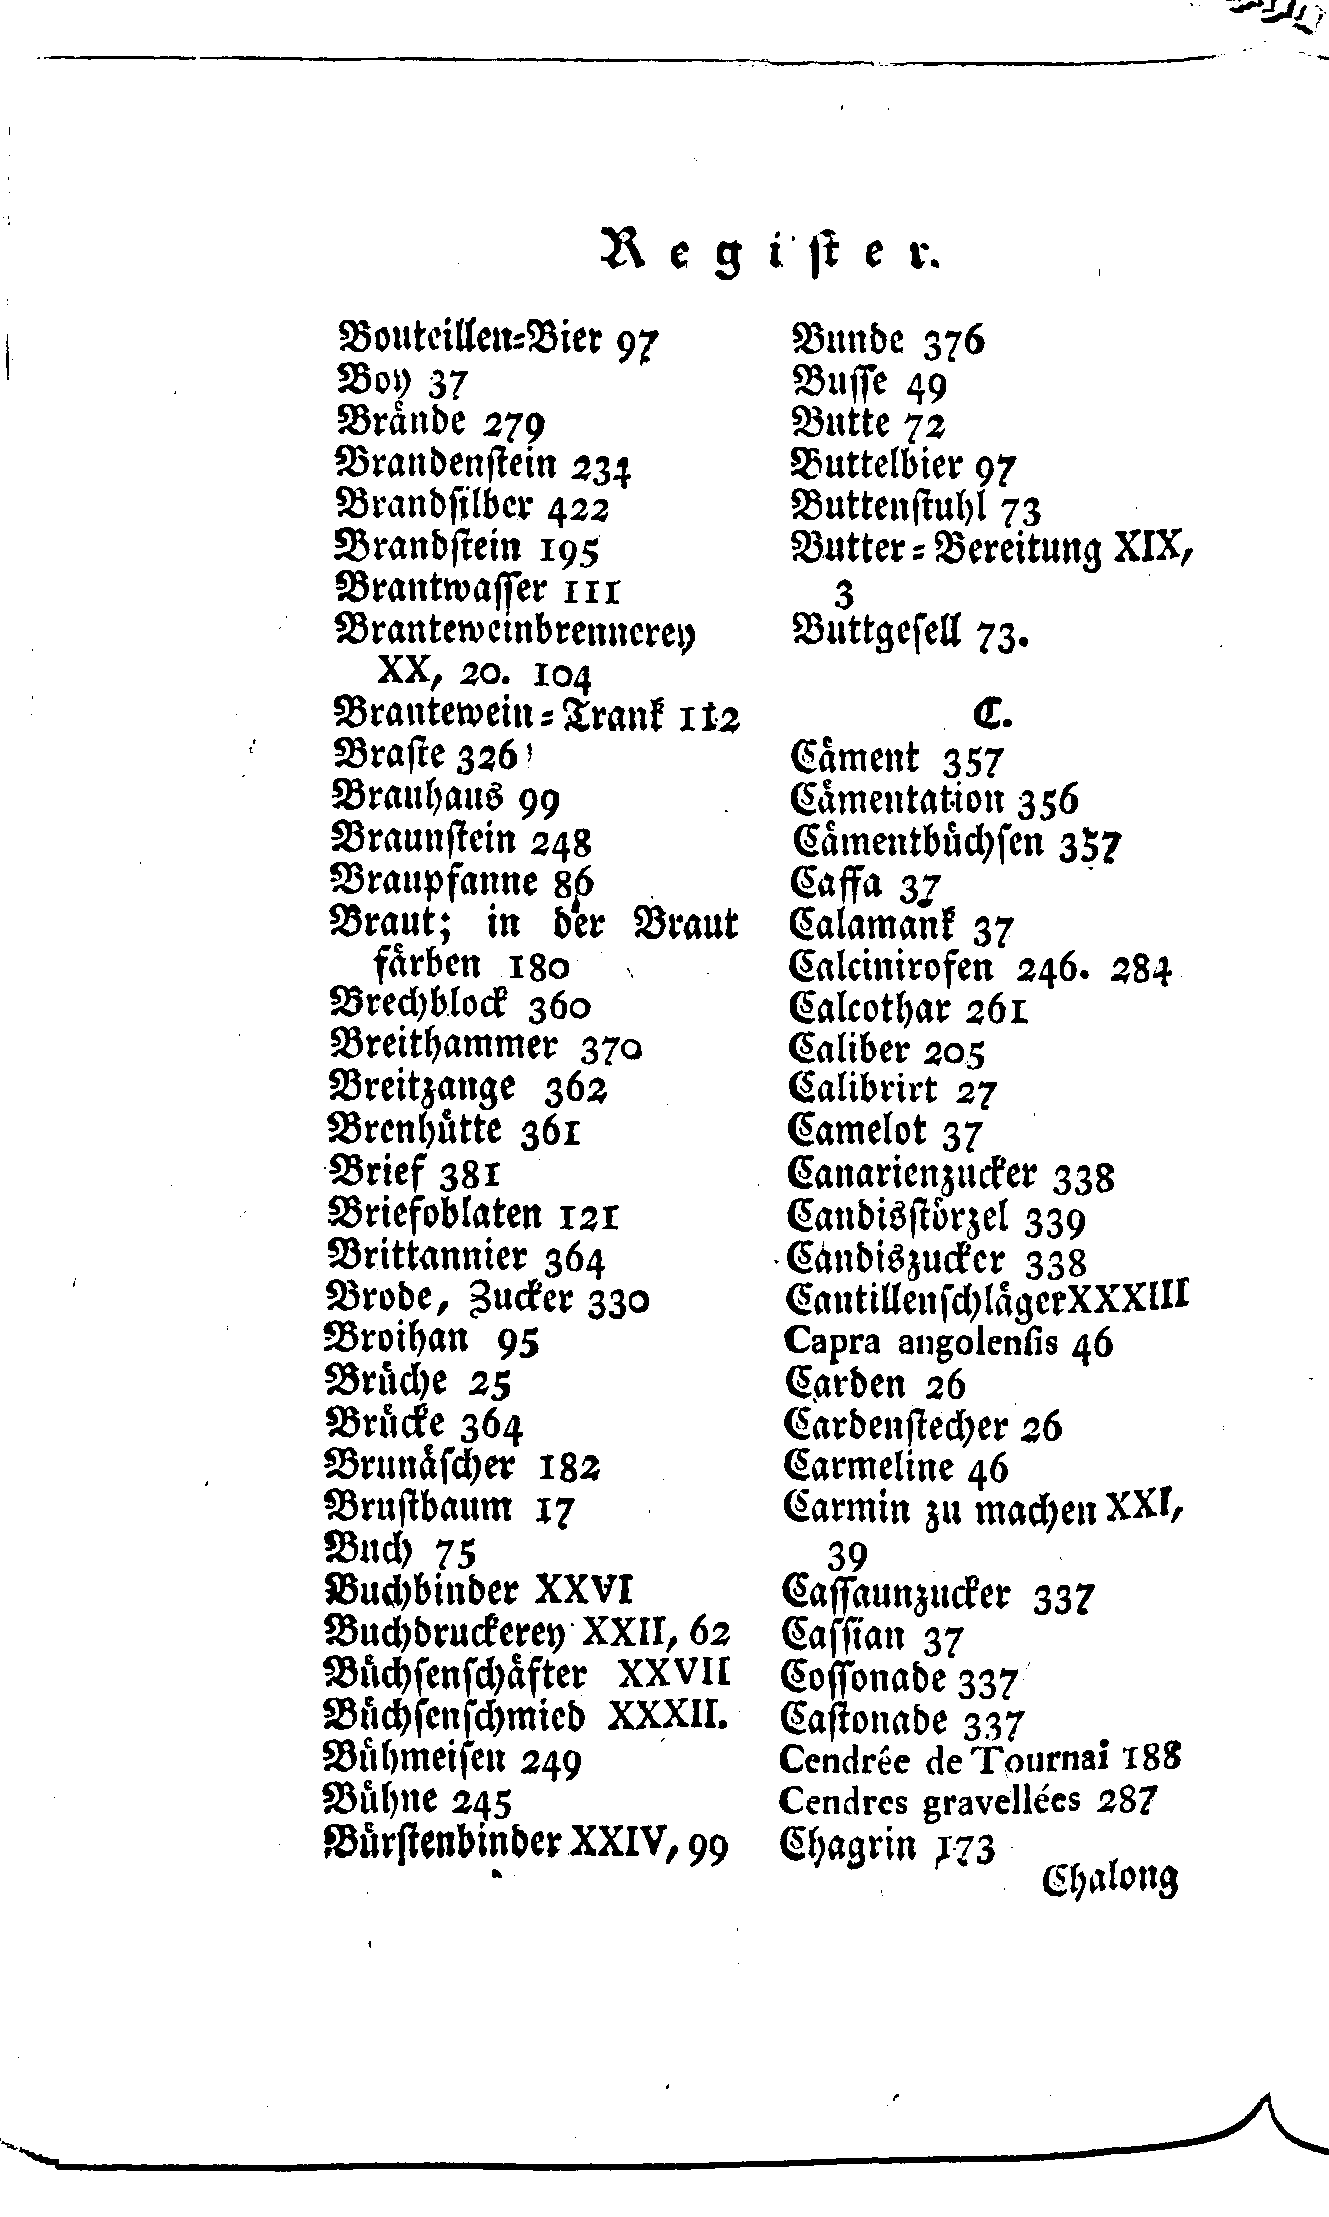 Register.
Bouteillen=Bier 97
Boy 37
Brände 279
Brandenstein 234
Brandsilber 422
Brandstein 195
Brantwasser 111
Branteweinbrennerey
XX, 20. 104
Brantewein=Trank 112
Braste 326
Brauhaus 99
Braunstein 248
Braupfanne 86
Braut; in der Braut
färben 180
Brechblock 360
Breithammer 370
Breitzange 362
Brenhütte 361
Brief 381
Briefoblaten 121
Brittannier 364
Brode, Zucker 330
Broihan 95
Brüche 25
Brücke 364
Brunäscher 182
Brustbaum 17
Buch 75
Buchbinder XXVI
Buchdruckerey XXII, 62
Büchsenschäfter XXVII
Büchsenschmied XXXII.
Bühmeisen 249
Bühne 245
Bürstenbinder XXIV, 99
Bunde 376
Busse 49
Butte 72
Buttelbier 97
Buttenstuhl 73
Butter=Bereitung XIX,
3
Buttgesell 73.
C.
Cäment 357
Cämentation 356
Cämentbüchsen 357
Caffa 37
Calamank 37
Calcinirofen 246. 284
Calcothar 261
Caliber 205
Calibrirt 27
Camelot 37
Canarienzucker 338
Candisstörzel 339
Candiszucker 338
Cantillenschläger XXXIII
Capra angolensis 46
Carden 26
Cardenstecher 26
Carmeline 46
Carmin zu machen XXI,
39
Cassaunzucker 337
Cassian 37
Cossonade 337
Castonade 337
Cendrée de Tournai 188
Cendres gravellées 287
Chagrin 173
Chalong